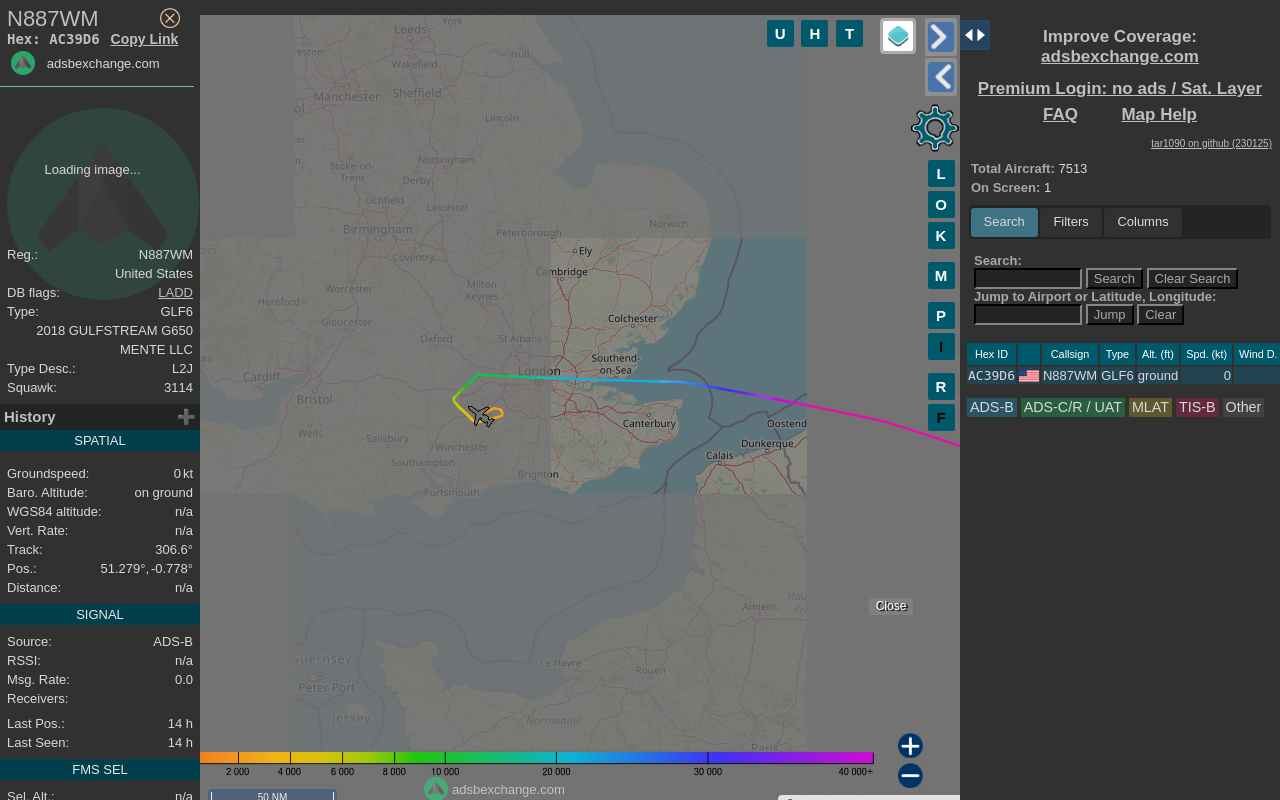 N887WM
Hex: AC39D6 Copy Link
adsbexchange.com
Loading image...
Reg.: N887WM
United States
DB flags: LADD
Type: GLF6
2018 GULFSTREAM G650
MENTE LLC
Type Desc.: L2J
Squawk: 3114
History
SPATIAL
Groundspeed: 0 kt
Baro. Altitude: on ground
WGS84 altitude: n/a
Vert. Rate: n/a
Track: 306.6°
Pos.: 51.279°, -0.778°
Distance: n/a
SIGNAL
Source: ADS-B
RSSI: n/a
Msg. Rate: 0.0
Receivers:
Last Pos.: 14 h
Last Seen: 14 h
FMS SEL
Sel. Alt.: n/a
U H T
L
O
K
M
P
I
R
F
York
Leeds
Hull
Preston
Wakefield
Manchester
Sheffield
Lincoln
Stoke-on-
Trent
Nottingham
Derby
Lichfield
Leicester
Norwich
Birmingham
Peterborough
Ely
Coventry
Cambridge
Worcester
Milton
Keynes
Hereford
Colchester
Gloucester
Oxford
St Albans
Southend-
on-Sea
London
Cardiff
Bristol
Canterbury
Oostend
Wells
Salisbury
Winchester
Dunkerque
Calais
Southampton
Brighton
Portsmouth
Close
Amiens
Guernsey
Peter Port
Le Havre
Rouen
Jersey
Normandie
Paris
2 000 4 000 6 000 8 000 10 000 20 000 30 000 40 000+
50 NM
adsbexchange.com
Improve Coverage:
adsbexchange.com
Premium Login: no ads / Sat. Layer
FAQ Map Help
tar1090 on github (230125)
Total Aircraft: 7513
On Screen: 1
Search Filters Columns
Search:
Search Clear Search
Jump to Airport or Latitude, Longitude:
Jump Clear
Hex ID Callsign Type Alt. (ft) Spd. (kt) Wind D.
AC39D6 N887WM GLF6 ground 0
ADS-B ADS-C/R / UAT MLAT TIS-B Other